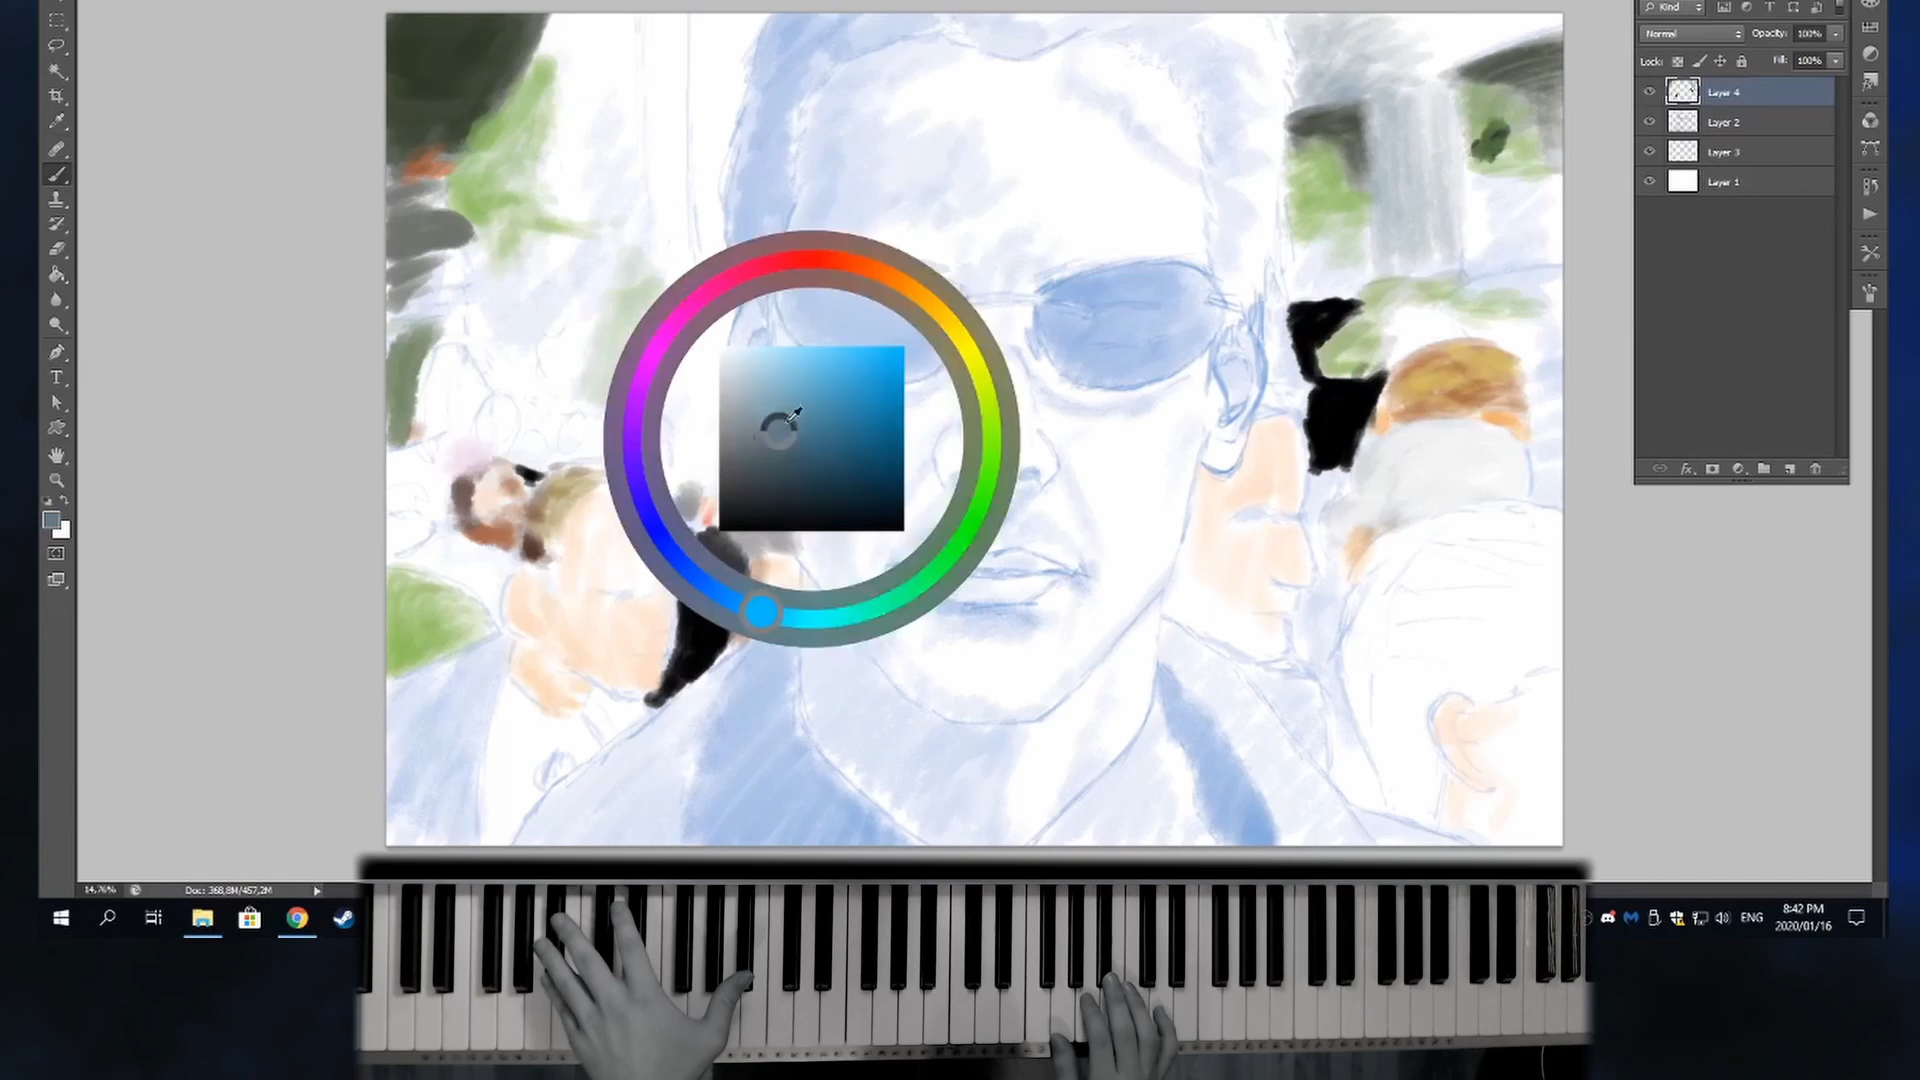 Kind
Normal Opacity: 100%
Lock: Fill: 100%
Layer 4
Layer 2
Layer 3
Layer 1
fx
T
14,76% Doc: 368,8M/457,2M
ENG
8:42 PM
2020/01/16